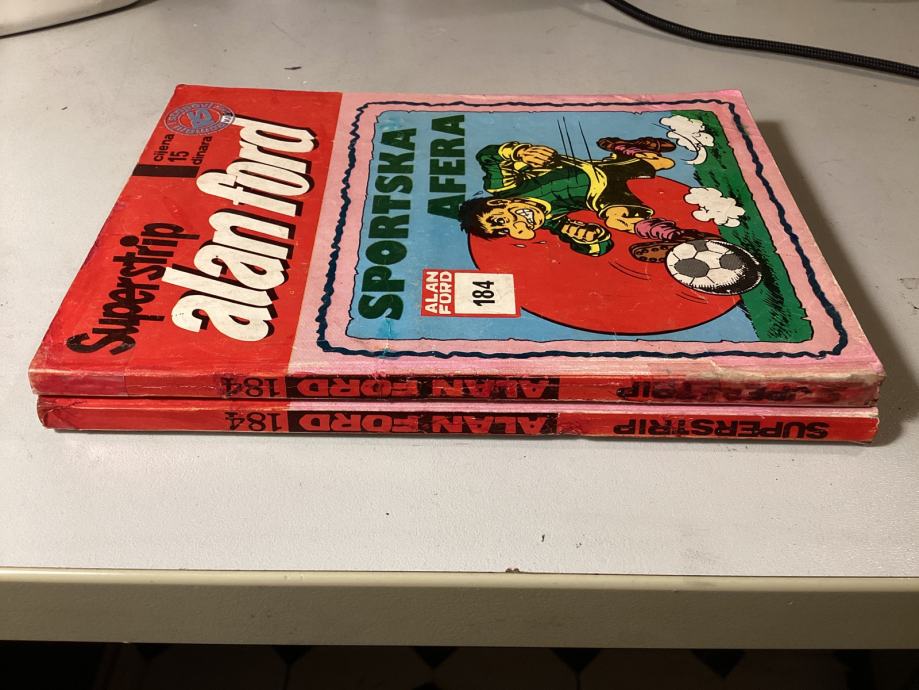 cijena
15
dinara
Superstrip
alan ford
SPORTSKA
AFERA
ALAN
FORD
184
SUPERSTRIP ALAN FORD 184
SUPERSTRIP ALAN FORD 184